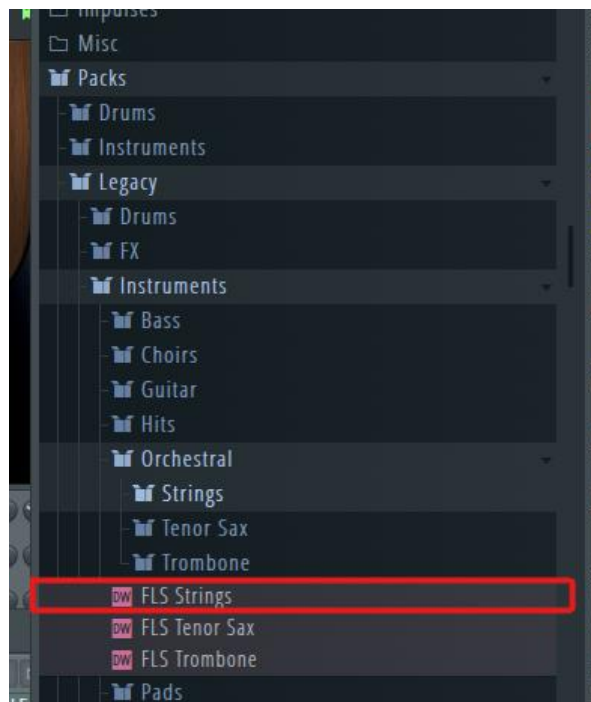 Impulses
Misc
Packs
Drums
Instruments
Legacy
Drums
FX
Instruments
Bass
Choirs
Guitar
Hits
Orchestral
Strings
Tenor Sax
Trombone
DW FLS Strings
DW FLS Tenor Sax
DW FLS Trombone
Pads